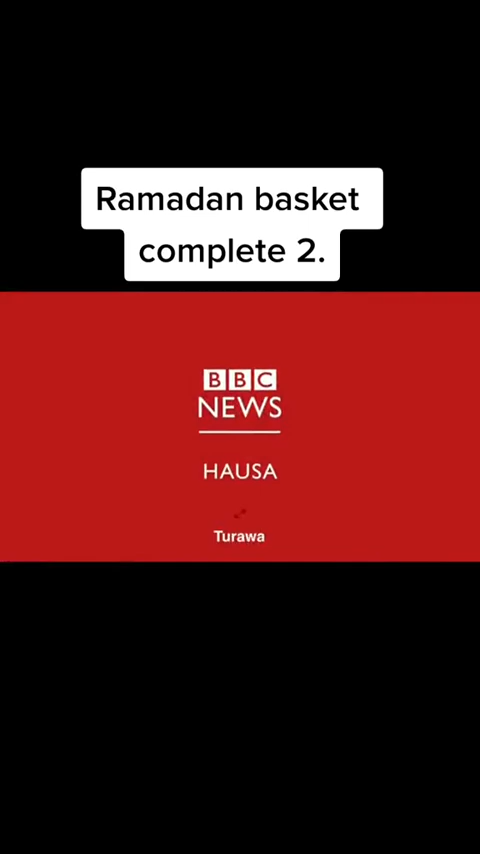 Ramadan basket
complete 2.
BBC
NEWS
HAUSA
Turawa